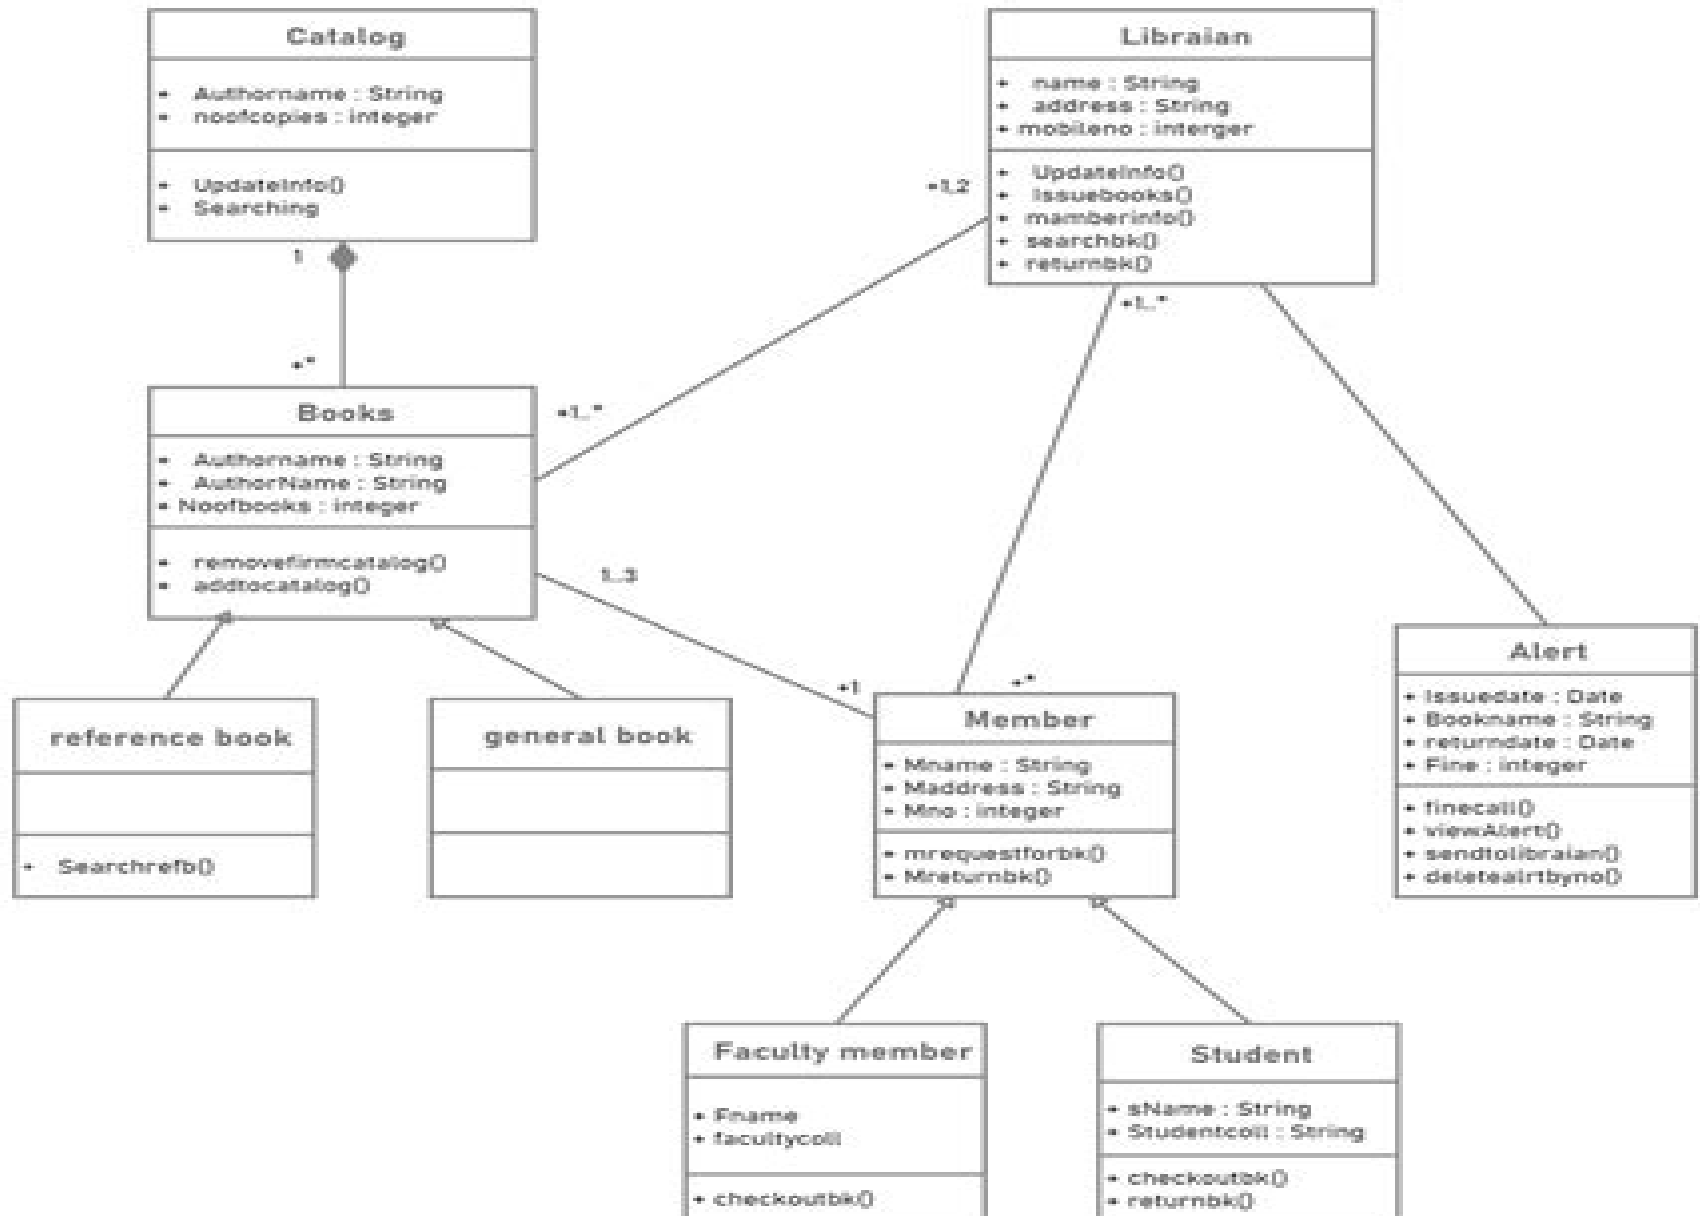 Catalog
+ Authorname : String
+ noofcopies : integer
+ UpdateInfo()
+ Searching
1
+*
Libraian
+ name : String
+ address : String
+ mobileno : interger
+ UpdateInfo()
+ Issuebooks()
+ mamberinfo()
+ searchbk()
+ returnbk()
+1,2
+1..*
Books
+ Authorname : String
+ AuthorName : String
+ Noofbooks : integer
+ removefirmcatalog()
+ addtocatalog()
+1..*
1..3
+1
+*
reference book
+ Searchrefb()
general book
Member
+ Mname : String
+ Maddress : String
+ Mno : integer
+ mrequestforbk()
+ Mreturnbk()
Alert
+ Issuedate : Date
+ Bookname : String
+ returndate : Date
+ Fine : integer
+ finecall()
+ viewAlert()
+ sendtolibraian()
+ deletealrtbyno()
Faculty member
+ Fname
+ facultycoll
+ checkoutbk()
Student
+ sName : String
+ Studentcoll : String
+ checkoutbk()
+ returnbk()